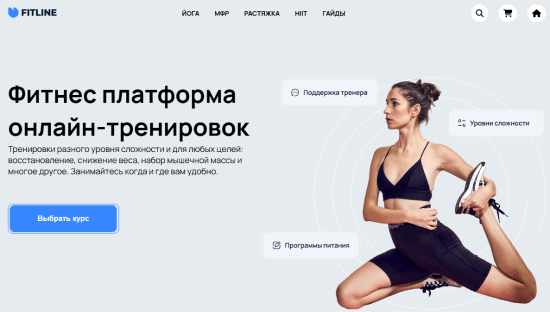 FITLINE
ЙОГА МФР РАСТЯЖКА HIIT ГАЙДЫ
Фитнес платформа
онлайн-тренировок
Тренировки разного уровня сложности и для любых целей:
восстановление, снижение веса, набор мышечной массы и
многое другое. Занимайтесь когда и где вам удобно.
Выбрать курс
Поддержка тренера
Уровни сложности
Программы питания